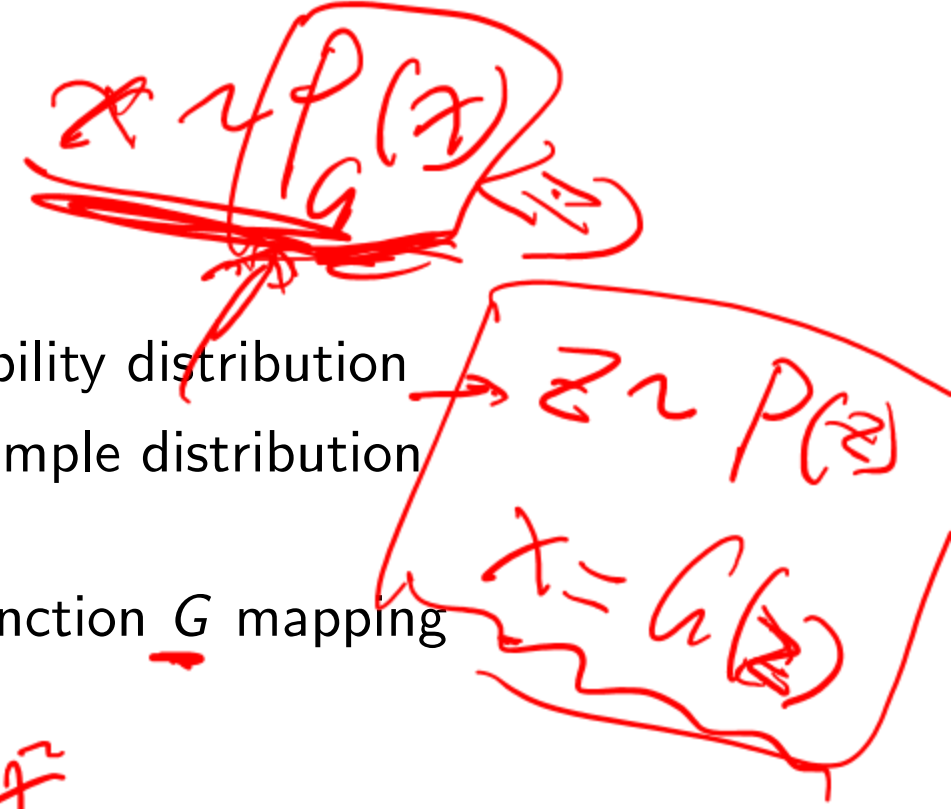 x ~ P_G(x)
bility distribution
→ z ~ P(z)
mple distribution
x = G(z)
nction G mapping